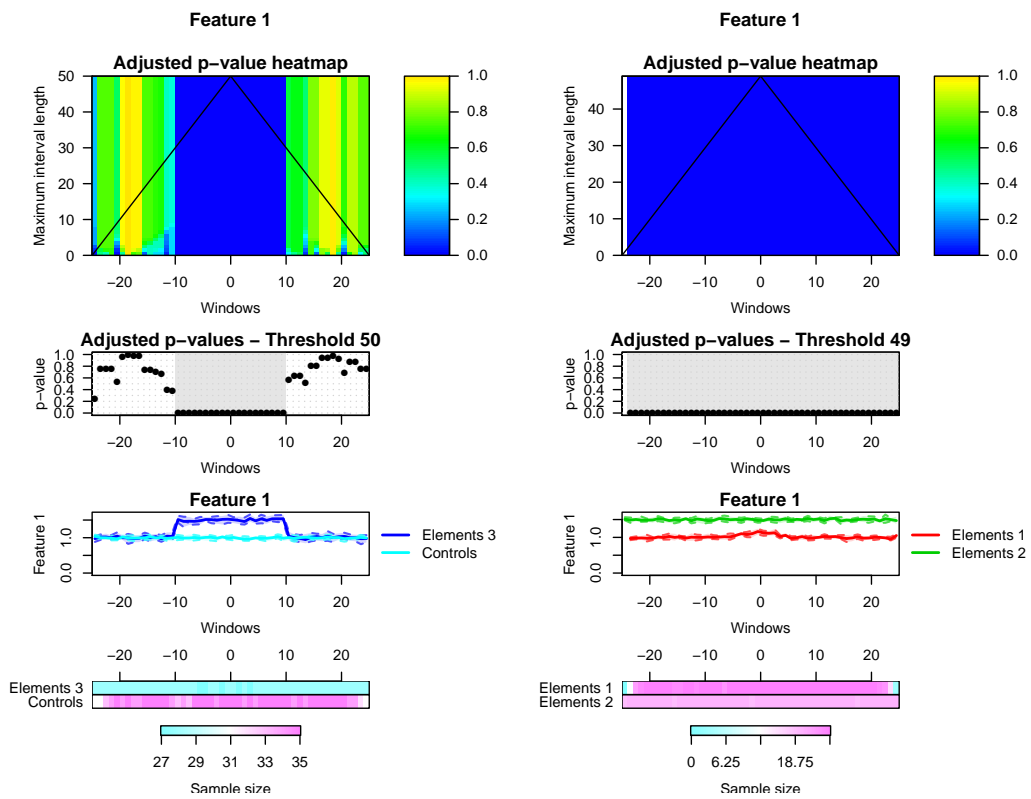 Feature 1
Adjusted p−value heatmap
Maximum interval length
50
40
30
20
10
0
1.0
0.8
0.6
0.4
0.2
0.0
−20 −10 0 10 20
Windows
Adjusted p−values − Threshold 50
p−value
1.0
0.8
0.6
0.4
0.2
0.0
−20 −10 0 10 20
Windows
Feature 1
Feature 1
1.0
0.0
Elements 3
Controls
−20 −10 0 10 20
Windows
−20 −10 0 10 20
Elements 3
Controls
27 29 31 33 35
Sample size
Feature 1
Adjusted p−value heatmap
Maximum interval length
40
30
20
10
0
1.0
0.8
0.6
0.4
0.2
0.0
−20 −10 0 10 20
Windows
Adjusted p−values − Threshold 49
p−value
1.0
0.8
0.6
0.4
0.2
0.0
−20 −10 0 10 20
Windows
Feature 1
Feature 1
1.0
0.0
Elements 1
Elements 2
−20 −10 0 10 20
Windows
−20 −10 0 10 20
Elements 1
Elements 2
0 6.25 18.75
Sample size